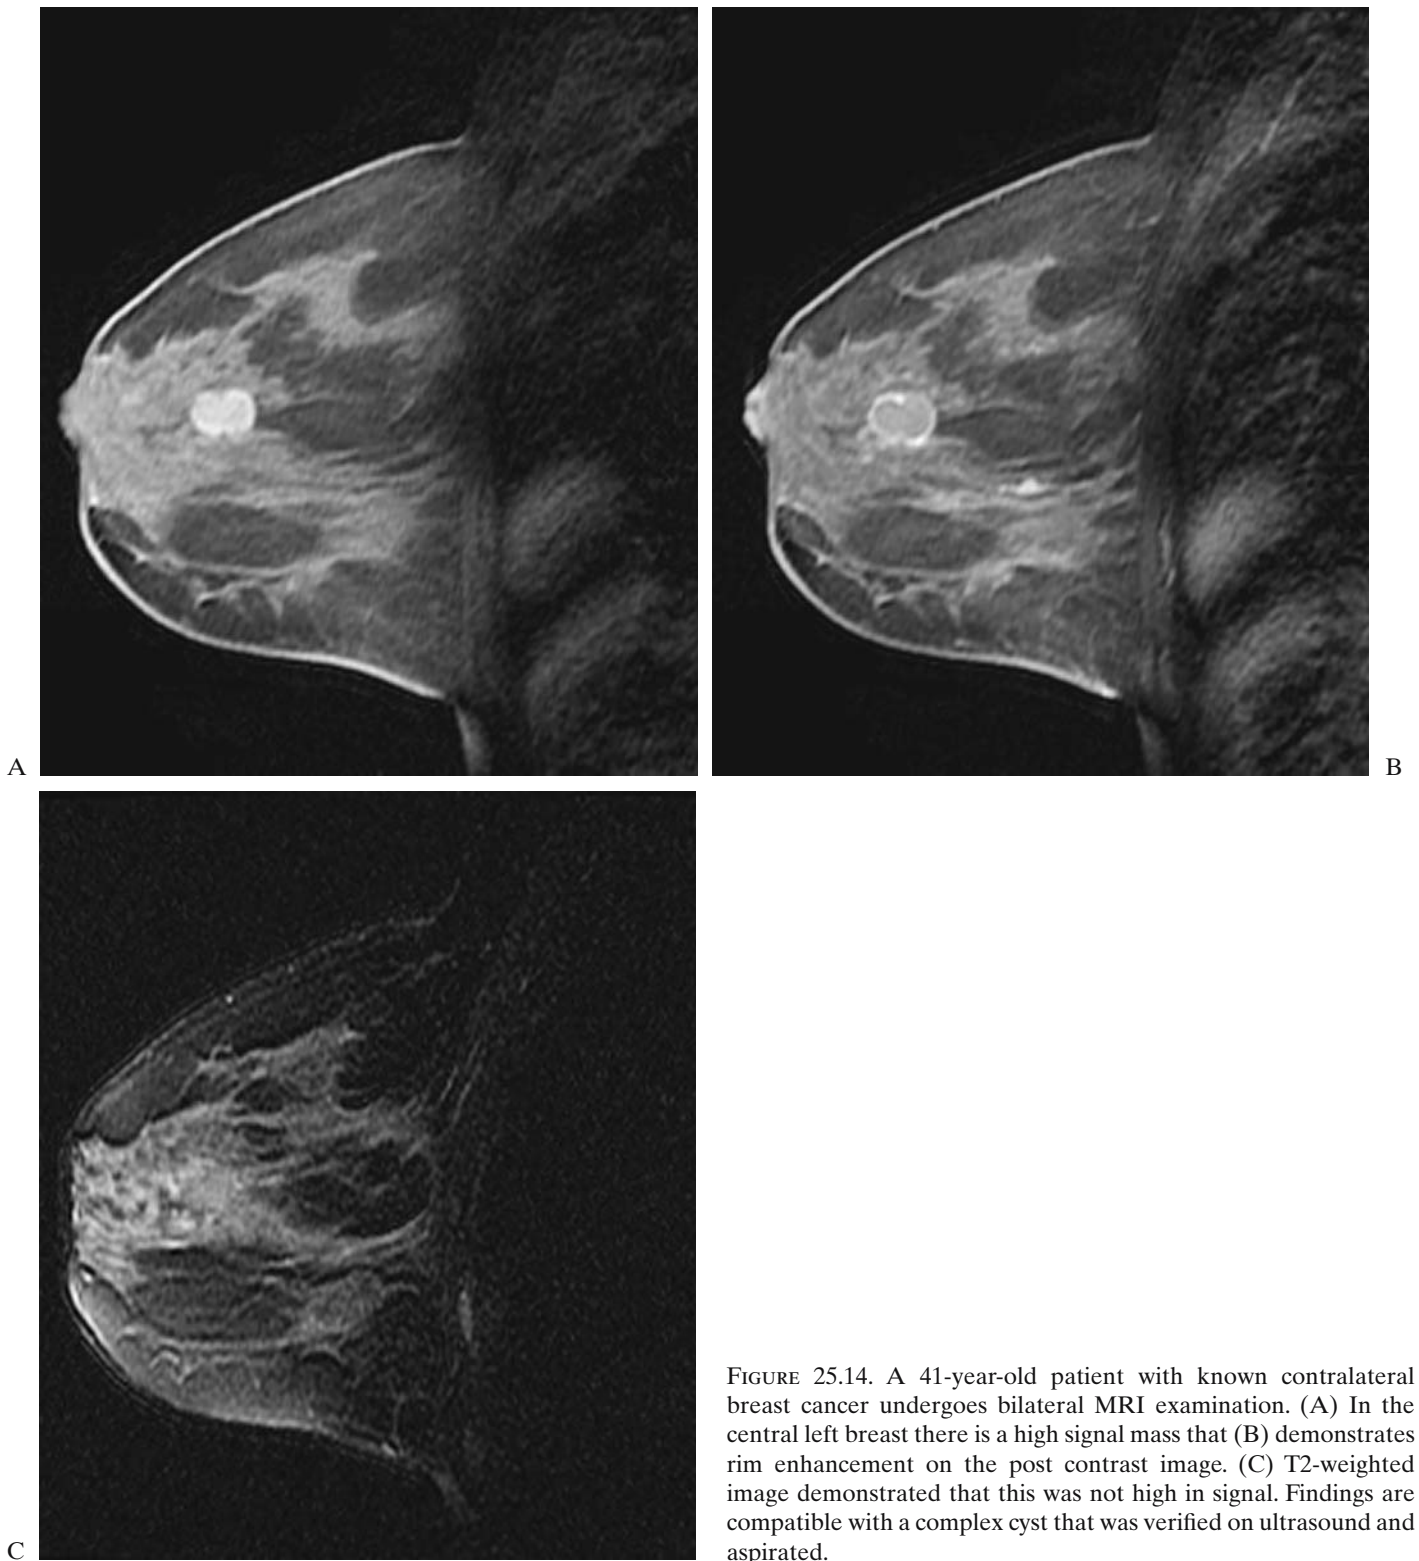 A
B
C
FIGURE 25.14. A 41-year-old patient with known contralateral
breast cancer undergoes bilateral MRI examination. (A) In the
central left breast there is a high signal mass that (B) demonstrates
rim enhancement on the post contrast image. (C) T2-weighted
image demonstrated that this was not high in signal. Findings are
compatible with a complex cyst that was verified on ultrasound and
aspirated.